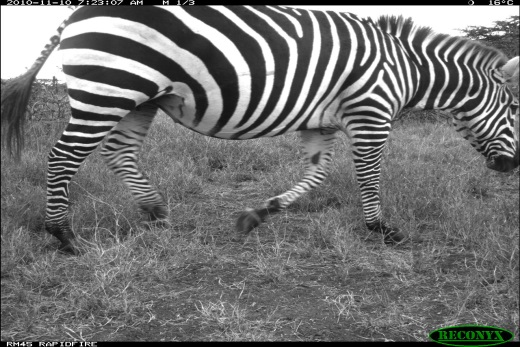 2010-11-10 7:23:07 AM M 1/3 16°C
RM45 RAPIDFIRE
RECONYX